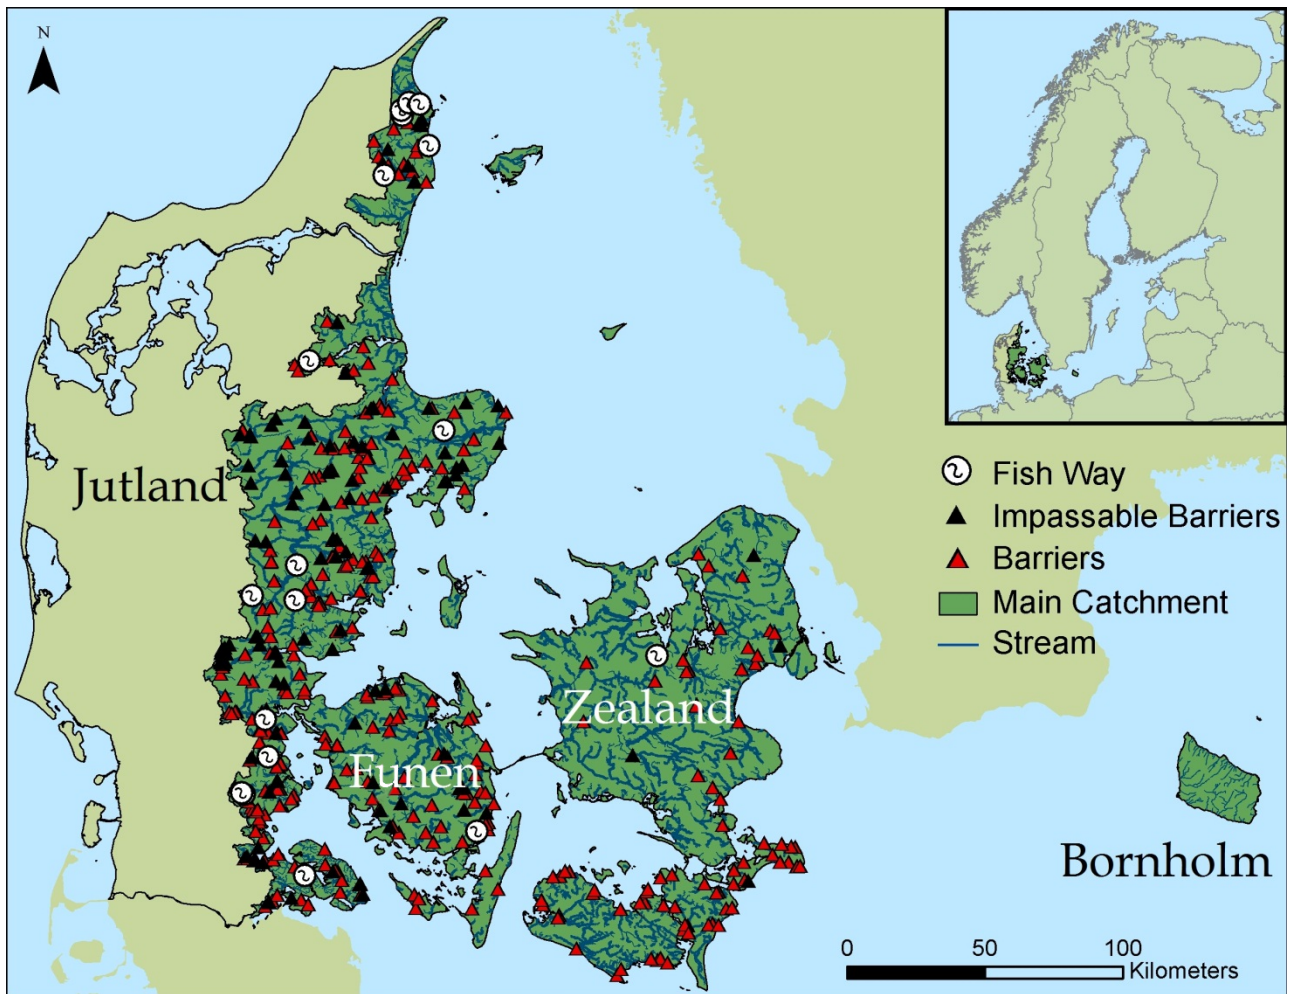 N
Jutland
Fish Way
Impassable Barriers
Barriers
Main Catchment
Stream
Zealand
Funen
Bornholm
0 50 100
Kilometers